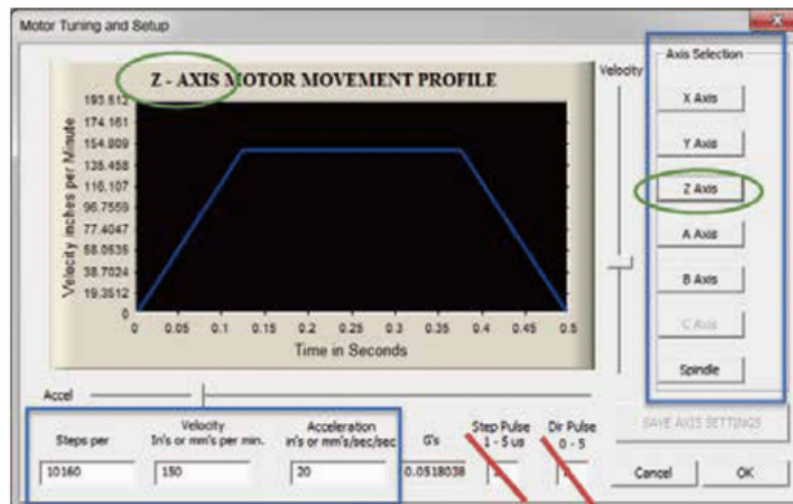 Motor Tuning and Setup
Z - AXIS MOTOR MOVEMENT PROFILE
Velocity inches per Minute
193.512
174.161
154.809
135.458
116.107
96.7559
77.4047
58.0635
38.7024
19.3512
0
0 0.05 0.1 0.15 0.2 0.25 0.3 0.35 0.4 0.45 0.5
Time in Seconds
Velocity
Axis Selection
X Axis
Y Axis
Z Axis
A Axis
B Axis
C Axis
Spindle
Accel
Steps per
Velocity
In's or mm's per min.
Acceleration
in's or mm's/sec/sec
G's
Step Pulse
1 - 5 us
Dir Pulse
0 - 5
10160
150
20
0.0518038
SAVE AXIS SETTINGS
Cancel
OK